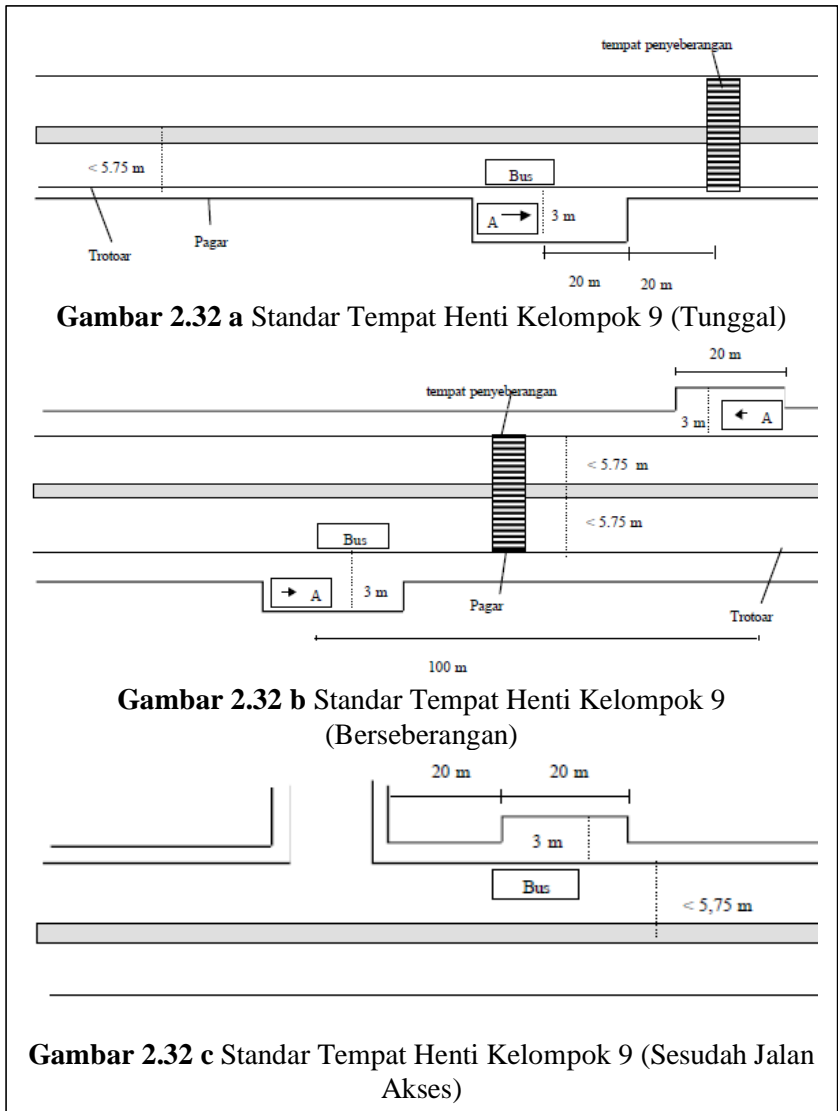 tempat penyeberangan
< 5.75 m
Bus
A
3 m
Pagar
Trotoar
20 m
20 m
Gambar 2.32 a Standar Tempat Henti Kelompok 9 (Tunggal)
20 m
tempat penyeberangan
3 m
A
< 5.75 m
< 5.75 m
Bus
A
3 m
Pagar
Trotoar
100 m
Gambar 2.32 b Standar Tempat Henti Kelompok 9
(Berseberangan)
20 m
20 m
3 m
Bus
< 5,75 m
Gambar 2.32 c Standar Tempat Henti Kelompok 9 (Sesudah Jalan
Akses)